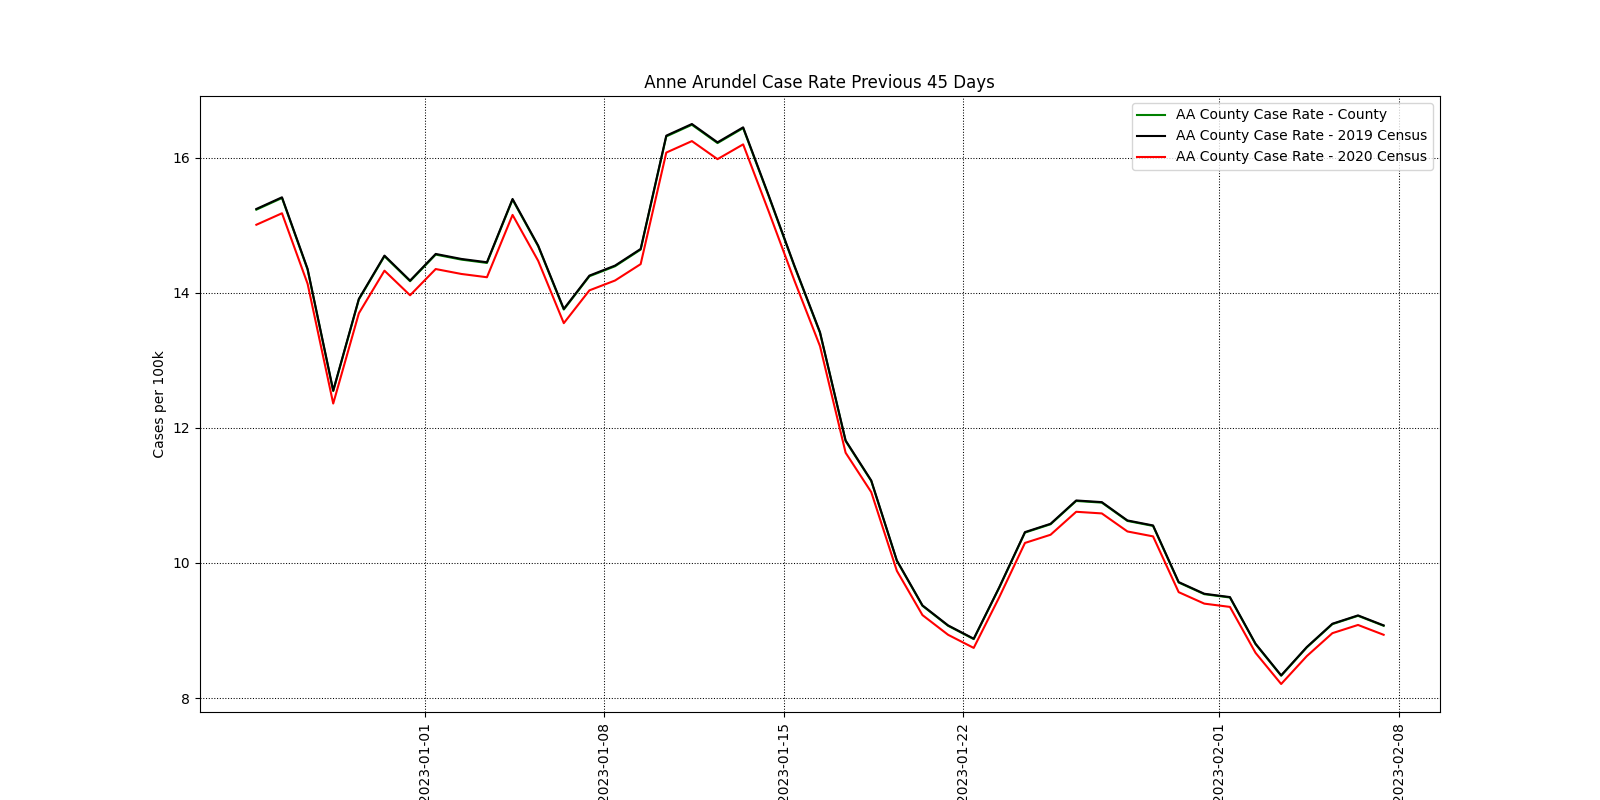 Anne Arundel Case Rate Previous 45 Days
AA County Case Rate - County
AA County Case Rate - 2019 Census
AA County Case Rate - 2020 Census
Cases per 100k
16
14
12
10
8
2023-01-01
2023-01-08
2023-01-15
2023-01-22
2023-02-01
2023-02-08